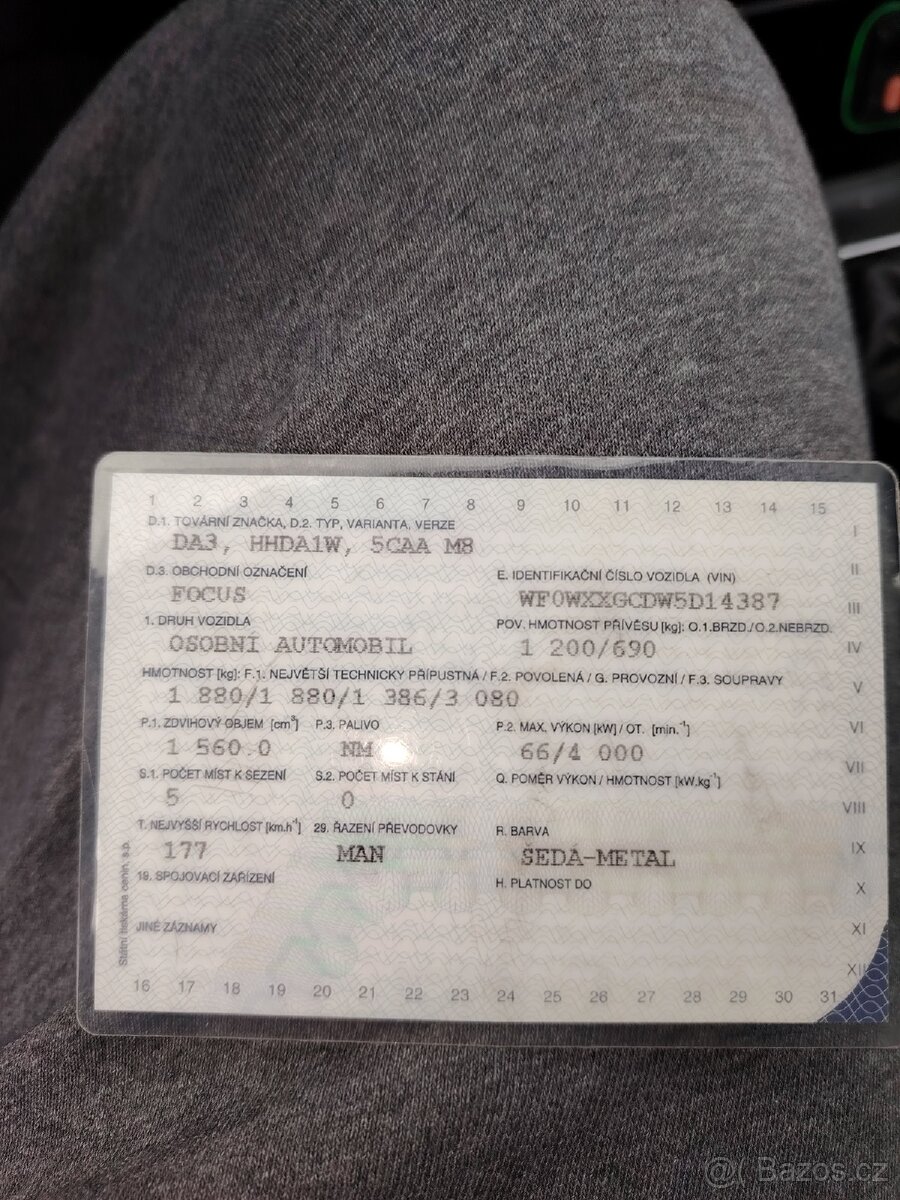 1 2 3 4 5 6 7 8 9 10 11 12 13 14 15
D.1. TOVÁRNÍ ZNAČKA, D.2. TYP, VARIANTA, VERZE
I
DA3, HHDA1W, 5CAA M8
D.3. OBCHODNÍ OZNAČENÍ
E. IDENTIFIKAČNÍ ČÍSLO VOZIDLA (VIN)
II
FOCUS
WF0WXXGCDW5D14387
III
1. DRUH VOZIDLA
POV. HMOTNOST PŘÍVĚSU [kg]: O.1.BRZD./O.2.NEBRZD.
OSOBNÍ AUTOMOBIL
1 200/690
IV
HMOTNOST [kg]: F.1. NEJVĚTŠÍ TECHNICKY PŘÍPUSTNÁ / F.2. POVOLENÁ / G. PROVOZNÍ / F.3. SOUPRAVY
V
1 880/1 880/1 386/3 080
P.1. ZDVIHOVÝ OBJEM [cm³]
P.3. PALIVO
P.2. MAX. VÝKON [kW] / OT. [min.⁻¹]
VI
1 560.0
NM
66/4 000
VII
S.1. POČET MÍST K SEZENÍ
S.2. POČET MÍST K STÁNÍ
Q. POMĚR VÝKON / HMOTNOST [kW.kg⁻¹]
5
0
VIII
T. NEJVYŠŠÍ RYCHLOST [km.h⁻¹]
29. ŘAZENÍ PŘEVODOVKY
R. BARVA
177
MAN
ŠEDÁ-METAL
IX
19. SPOJOVACÍ ZAŘÍZENÍ
H. PLATNOST DO
X
JINÉ ZÁZNAMY
XI
XII
Státní tiskárna cenin, s.p.
16 17 18 19 20 21 22 23 24 25 26 27 28 29 30 31
@( Bazos.cz